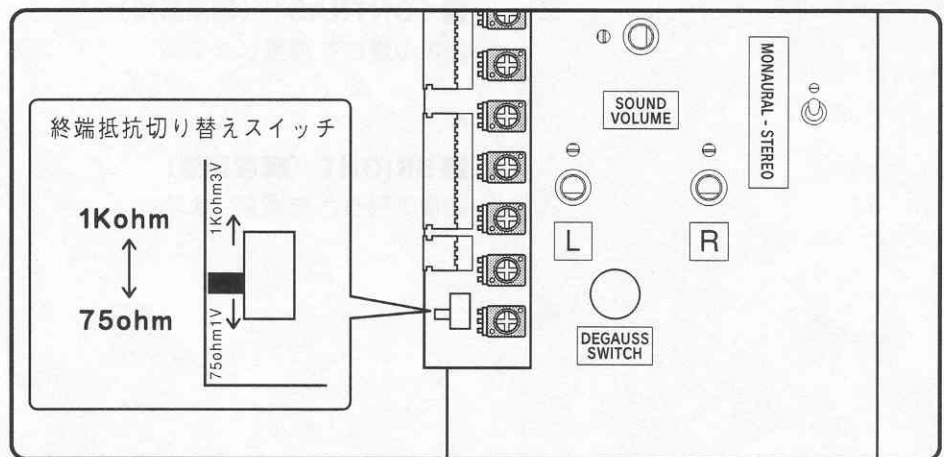 終端抵抗切り替えスイッチ
1Kohm
75ohm
1Kohm3V
75ohm1V
SOUND
VOLUME
MONAURAL - STEREO
L
R
DEGAUSS
SWITCH